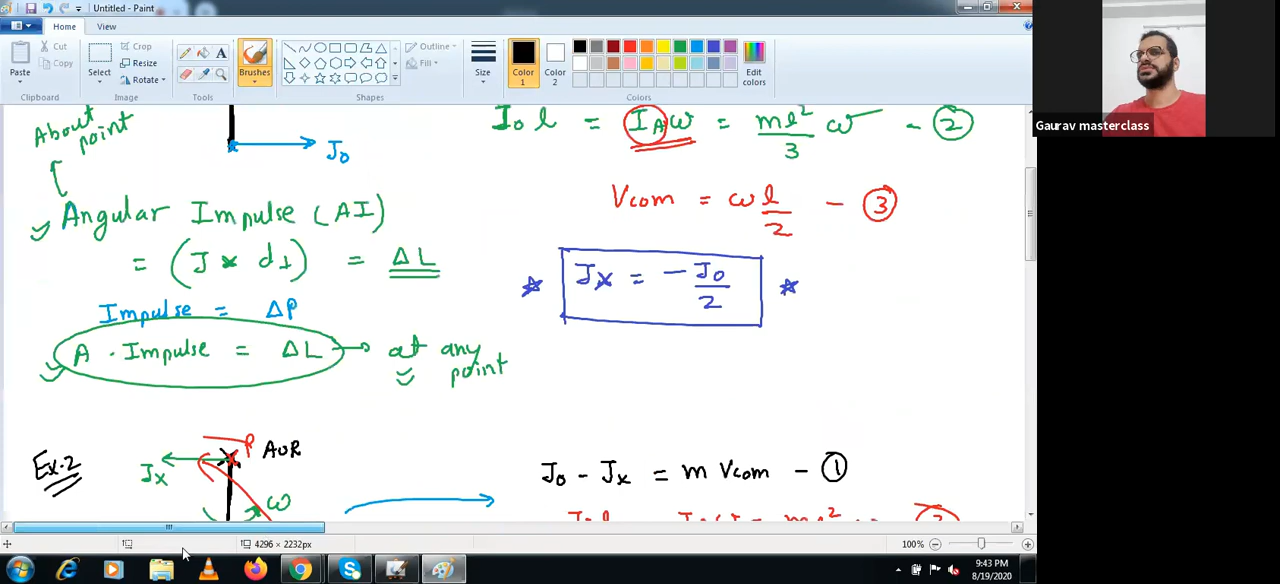 Untitled - Paint
Home View
Paste
Cut
Copy
Clipboard
Select
Crop
Resize
Rotate
Image
Tools
Brushes
Shapes
Outline
Fill
Size
Color 1
Color 2
Edit colors
Colors
Gaurav masterclass
About point
J₀
Angular Impulse (AI)
= (J × d⊥) = ΔL
Impulse = ΔP
A. Impulse = ΔL → at any point
I₀ l = I_A ω = ml²/3 ω - ②
Vcom = ω l/2 - ③
☆ Jx = - J₀/2 ☆
Ex-2
Jx
P
AOR
ω
J₀ - Jx = m Vcom - ①
4296 × 2232px
100%
9:43 PM
8/19/2020